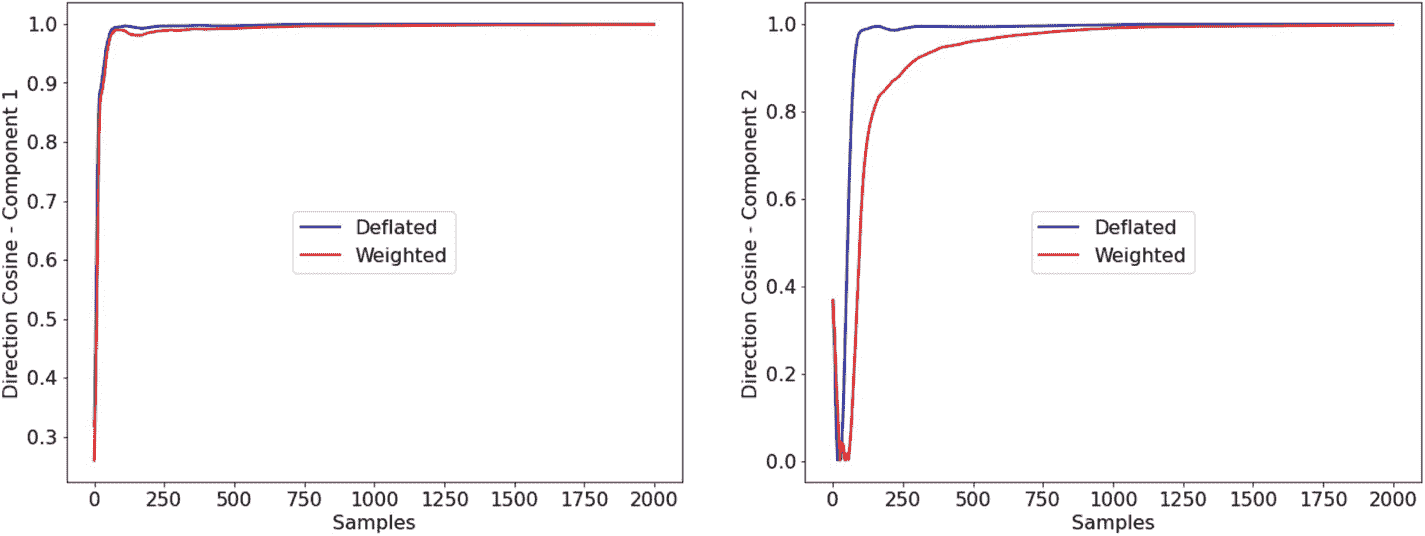 Direction Cosine - Component 1
1.0
0.9
0.8
0.7
0.6
0.5
0.4
0.3
Deflated
Weighted
0 250 500 750 1000 1250 1500 1750 2000
Samples
Direction Cosine - Component 2
1.0
0.8
0.6
0.4
0.2
0.0
Deflated
Weighted
0 250 500 750 1000 1250 1500 1750 2000
Samples